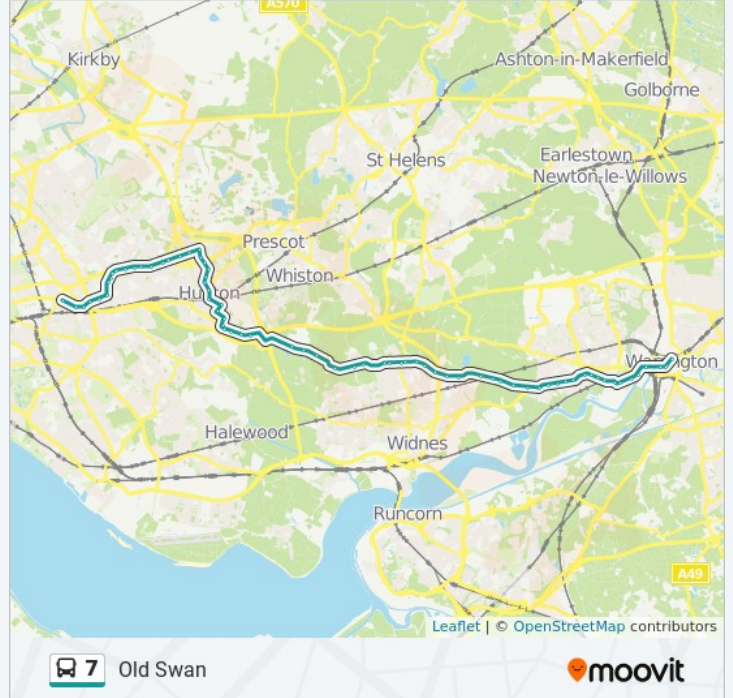 A570
Kirkby
Ashton-in-Makerfield
Golborne
St Helens
Earlestown
Newton-le-Willows
Prescot
Whiston
Huyton
Warrington
Halewood
Widnes
Runcorn
A49
Leaflet | © OpenStreetMap contributors
7 Old Swan
moovit